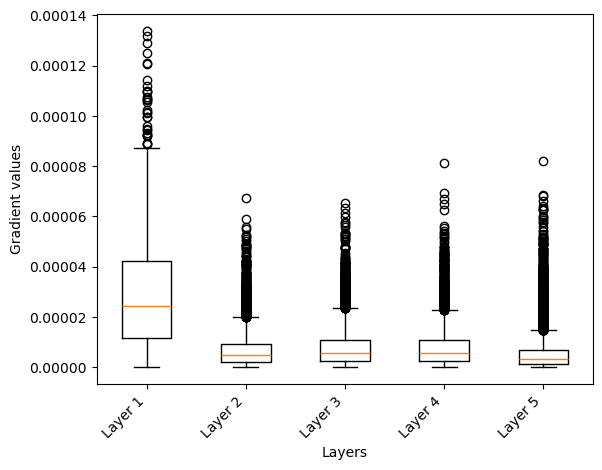 0.00014
0.00012
0.00010
0.00008
0.00006
0.00004
0.00002
0.00000
Gradient values
Layer 1
Layer 2
Layer 3
Layer 4
Layer 5
Layers